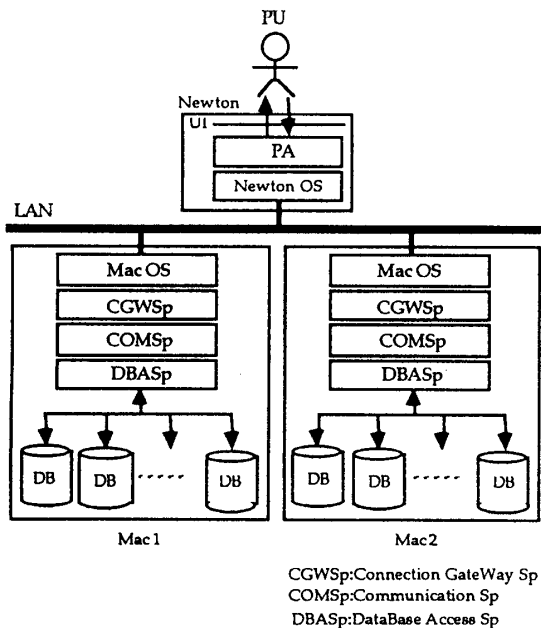 PU
Newton
UI
PA
Newton OS
LAN
Mac OS
CGWSp
COMSp
DBASp
DB
DB
DB
Mac1
Mac OS
CGWSp
COMSp
DBASp
DB
DB
DB
Mac2
CGWSp:Connection GateWay Sp
COMSp:Communication Sp
DBASp:DataBase Access Sp